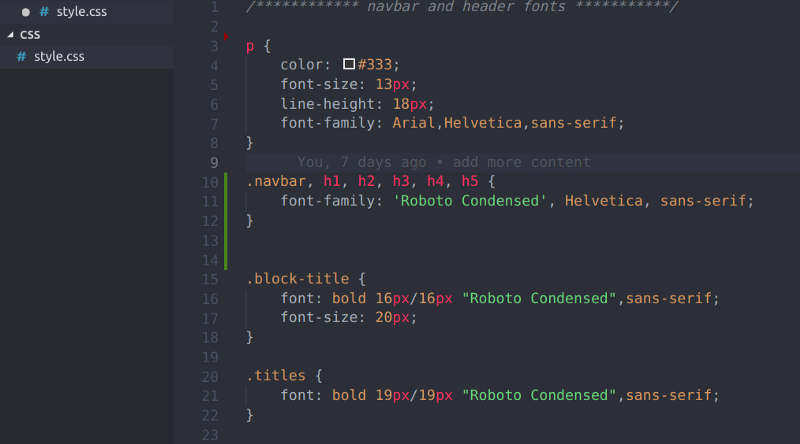 # style.css
css
# style.css
1 /************ navbar and header fonts ***********/
2
3 p {
4 color: #333;
5 font-size: 13px;
6 line-height: 18px;
7 font-family: Arial,Helvetica,sans-serif;
8 }
9 You, 7 days ago • add more content
10 .navbar, h1, h2, h3, h4, h5 {
11 font-family: 'Roboto Condensed', Helvetica, sans-serif;
12 }
13
14
15 .block-title {
16 font: bold 16px/16px "Roboto Condensed",sans-serif;
17 font-size: 20px;
18 }
19
20 .titles {
21 font: bold 19px/19px "Roboto Condensed",sans-serif;
22 }
23